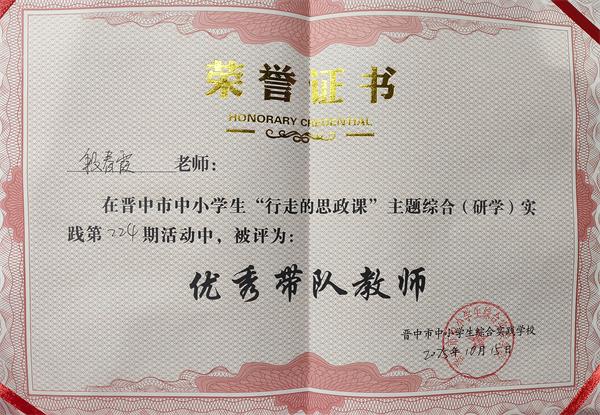 荣誉证书
HONORARY CREDENTIAL
段春霞 老师：
在晋中市中小学生“行走的思政课”主题综合（研学）实
践第224期活动中，被评为：
优秀带队教师
晋中市中小学生综合实践学校
2025年10月15日